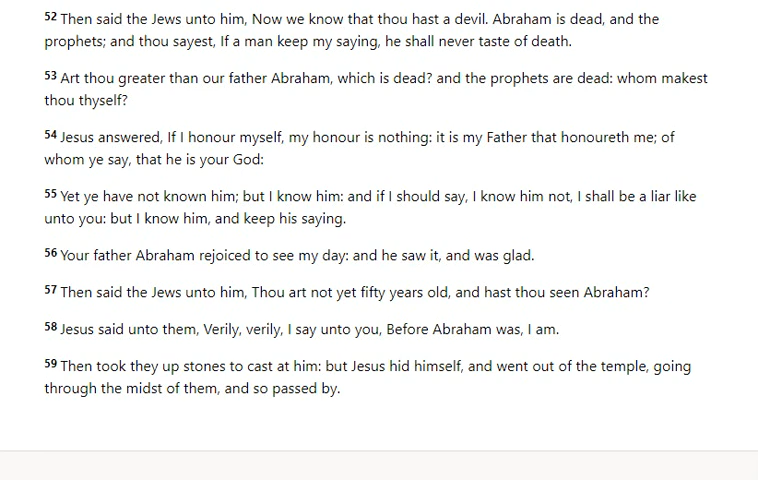 52 Then said the Jews unto him, Now we know that thou hast a devil. Abraham is dead, and the
prophets; and thou sayest, If a man keep my saying, he shall never taste of death.
53 Art thou greater than our father Abraham, which is dead? and the prophets are dead: whom makest
thou thyself?
54 Jesus answered, If I honour myself, my honour is nothing: it is my Father that honoureth me; of
whom ye say, that he is your God:
55 Yet ye have not known him; but I know him: and if I should say, I know him not, I shall be a liar like
unto you: but I know him, and keep his saying.
56 Your father Abraham rejoiced to see my day: and he saw it, and was glad.
57 Then said the Jews unto him, Thou art not yet fifty years old, and hast thou seen Abraham?
58 Jesus said unto them, Verily, verily, I say unto you, Before Abraham was, I am.
59 Then took they up stones to cast at him: but Jesus hid himself, and went out of the temple, going
through the midst of them, and so passed by.